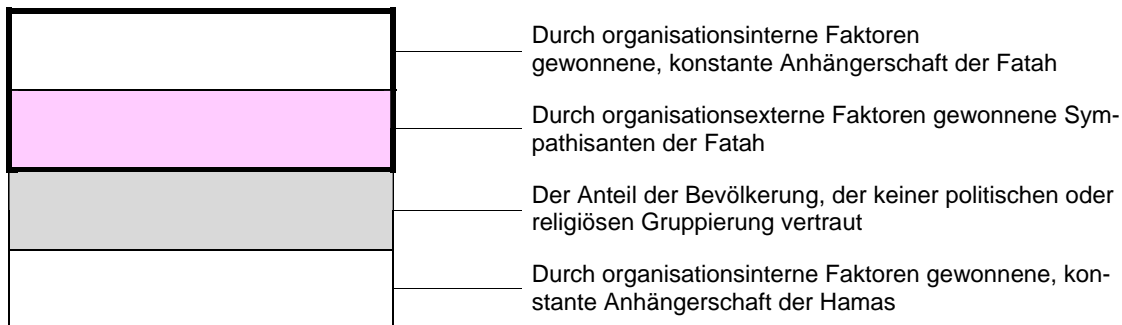 Durch organisationsinterne Faktoren
gewonnene, konstante Anhängerschaft der Fatah
Durch organisationsexterne Faktoren gewonnene Sym-
pathisanten der Fatah
Der Anteil der Bevölkerung, der keiner politischen oder
religiösen Gruppierung vertraut
Durch organisationsinterne Faktoren gewonnene, kon-
stante Anhängerschaft der Hamas